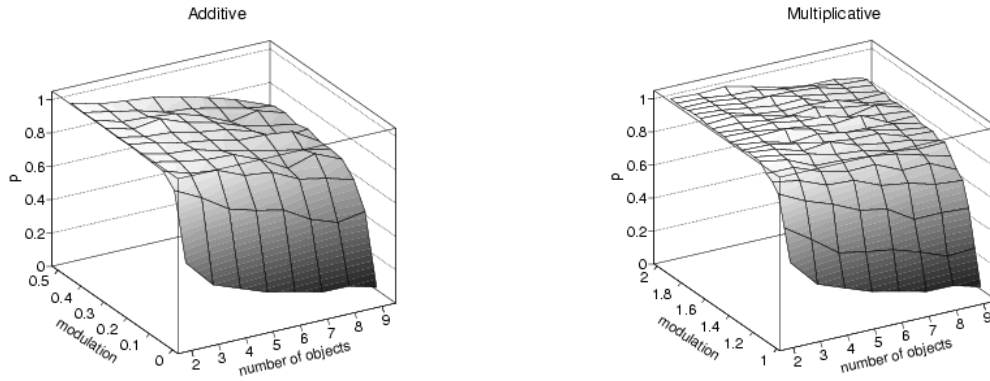 Additive
1
0.8
0.6
0.4
0.2
0
P
0.5
0.4
0.3
0.2
0.1
0
modulation
2 3 4 5 6 7 8 9
number of objects
Multiplicative
1
0.8
0.6
0.4
0.2
0
P
2
1.8
1.6
1.4
1.2
1
modulation
2 3 4 5 6 7 8 9
number of objects